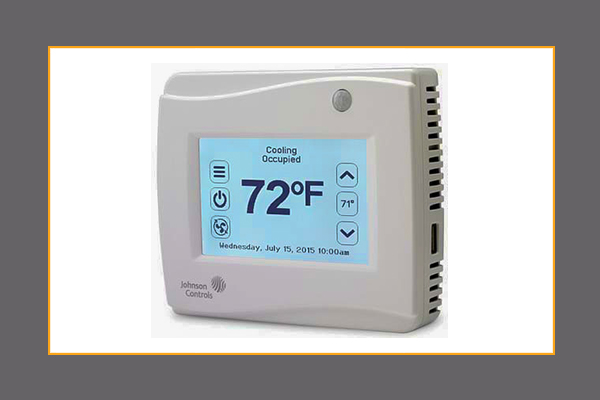 Cooling
Occupied
72°F
71°
Wednesday, July 15, 2015 10:00am
Johnson
Controls